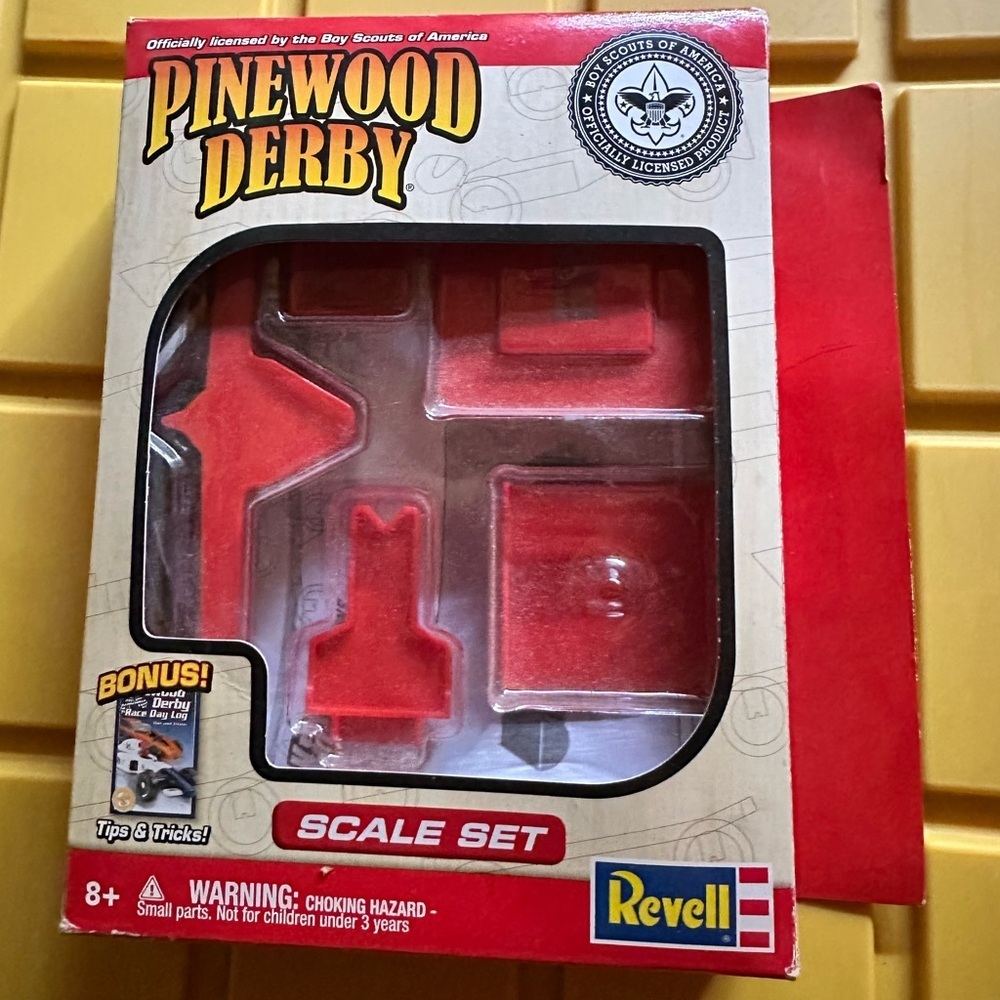 Officially licensed by the Boy Scouts of America
PINEWOOD
DERBY®
★ BOY SCOUTS OF AMERICA ★
OFFICIALLY LICENSED PRODUCT
BONUS!
Derby
Race Day Log
Tips & Tricks!
SCALE SET
8+
WARNING: CHOKING HAZARD -
Small parts. Not for children under 3 years
Revell®